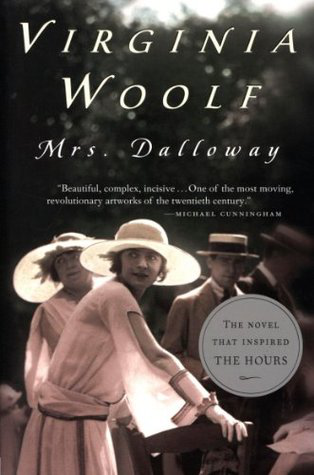 VIRGINIA
WOOLF
Mrs. Dalloway
"Beautiful, complex, incisive ... One of the most moving,
revolutionary artworks of the twentieth century."
—MICHAEL CUNNINGHAM
THE NOVEL
THAT INSPIRED
THE HOURS